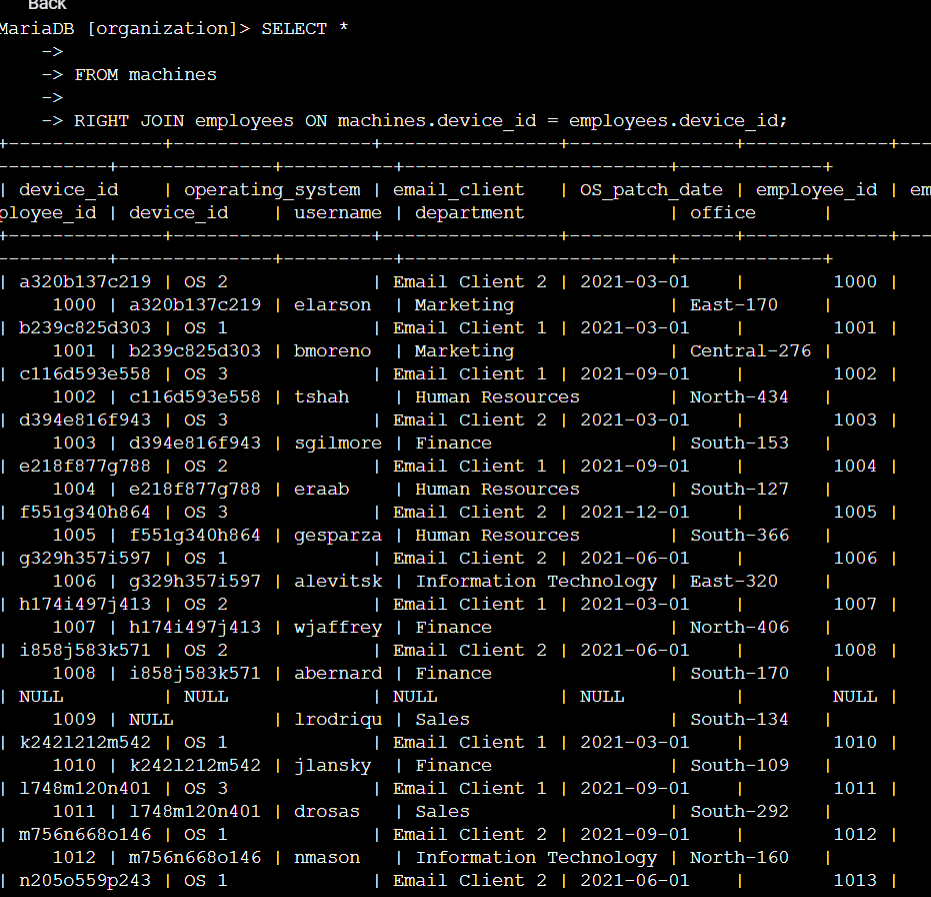 Back
MariaDB [organization]> SELECT *
->
-> FROM machines
->
-> RIGHT JOIN employees ON machines.device_id = employees.device_id;
+---------------+-------------------+----------------+---------------+-------------+---
----------+--------------+----------+------------------------+-------------+
| device_id | operating_system | email_client | OS_patch_date | employee_id | em
ployee_id | device_id | username | department | office |
+---------------+-------------------+----------------+---------------+-------------+---
----------+--------------+----------+------------------------+-------------+
| a320b137c219 | OS 2 | Email Client 2 | 2021-03-01 | 1000 |
1000 | a320b137c219 | elarson | Marketing | East-170 |
| b239c825d303 | OS 1 | Email Client 1 | 2021-03-01 | 1001 |
1001 | b239c825d303 | bmoreno | Marketing | Central-276 |
| c116d593e558 | OS 3 | Email Client 1 | 2021-09-01 | 1002 |
1002 | c116d593e558 | tshah | Human Resources | North-434 |
| d394e816f943 | OS 3 | Email Client 2 | 2021-03-01 | 1003 |
1003 | d394e816f943 | sgilmore | Finance | South-153 |
| e218f877g788 | OS 2 | Email Client 1 | 2021-09-01 | 1004 |
1004 | e218f877g788 | eraab | Human Resources | South-127 |
| f551g340h864 | OS 3 | Email Client 2 | 2021-12-01 | 1005 |
1005 | f551g340h864 | gesparza | Human Resources | South-366 |
| g329h357i597 | OS 1 | Email Client 2 | 2021-06-01 | 1006 |
1006 | g329h357i597 | alevitsk | Information Technology | East-320 |
| h174i497j413 | OS 2 | Email Client 1 | 2021-03-01 | 1007 |
1007 | h174i497j413 | wjaffrey | Finance | North-406 |
| i858j583k571 | OS 2 | Email Client 2 | 2021-06-01 | 1008 |
1008 | i858j583k571 | abernard | Finance | South-170 |
| NULL | NULL | NULL | NULL | NULL |
1009 | NULL | lrodriqu | Sales | South-134 |
| k242l212m542 | OS 1 | Email Client 1 | 2021-03-01 | 1010 |
1010 | k242l212m542 | jlansky | Finance | South-109 |
| l748m120n401 | OS 3 | Email Client 1 | 2021-09-01 | 1011 |
1011 | l748m120n401 | drosas | Sales | South-292 |
| m756n668o146 | OS 1 | Email Client 2 | 2021-09-01 | 1012 |
1012 | m756n668o146 | nmason | Information Technology | North-160 |
| n205o559p243 | OS 1 | Email Client 2 | 2021-06-01 | 1013 |